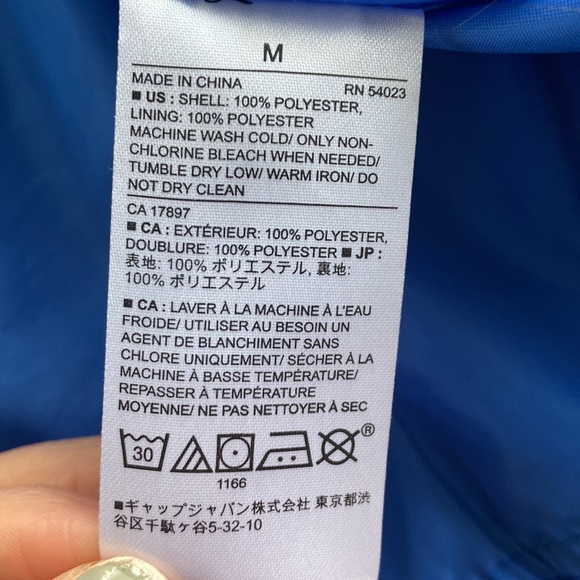 M
MADE IN CHINA RN 54023
■ US : SHELL: 100% POLYESTER,
LINING: 100% POLYESTER
MACHINE WASH COLD/ ONLY NON-
CHLORINE BLEACH WHEN NEEDED/
TUMBLE DRY LOW/ WARM IRON/ DO
NOT DRY CLEAN
CA 17897
■ CA : EXTÉRIEUR: 100% POLYESTER,
DOUBLURE: 100% POLYESTER ■ JP :
表地: 100% ポリエステル, 裏地:
100% ポリエステル
■ CA : LAVER À LA MACHINE À L'EAU
FROIDE/ UTILISER AU BESOIN UN
AGENT DE BLANCHIMENT SANS
CHLORE UNIQUEMENT/ SÉCHER À LA
MACHINE À BASSE TEMPÉRATURE/
REPASSER À TEMPÉRATURE
MOYENNE/ NE PAS NETTOYER À SEC
30 ®
1166
■ギャップジャパン株式会社 東京都渋
谷区千駄ヶ谷5-32-10